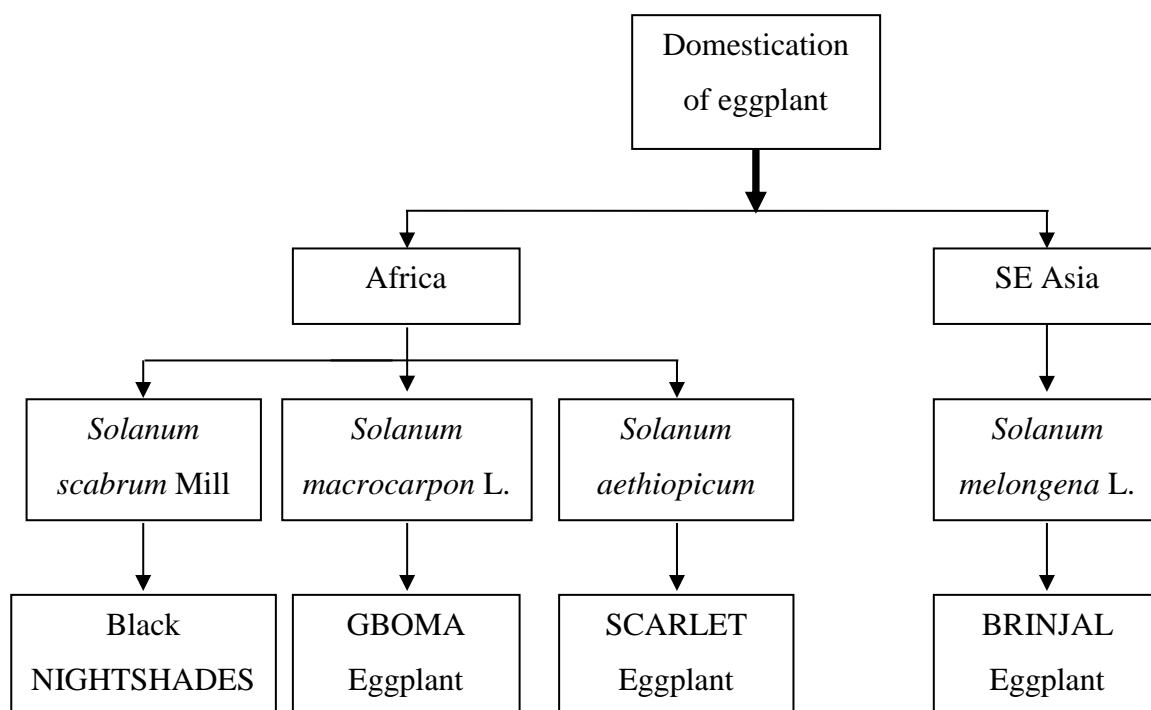 Domestication
of eggplant
Africa
SE Asia
Solanum
scabrum Mill
Solanum
macrocarpon L.
Solanum
aethiopicum
Solanum
melongena L.
Black
NIGHTSHADES
GBOMA
Eggplant
SCARLET
Eggplant
BRINJAL
Eggplant